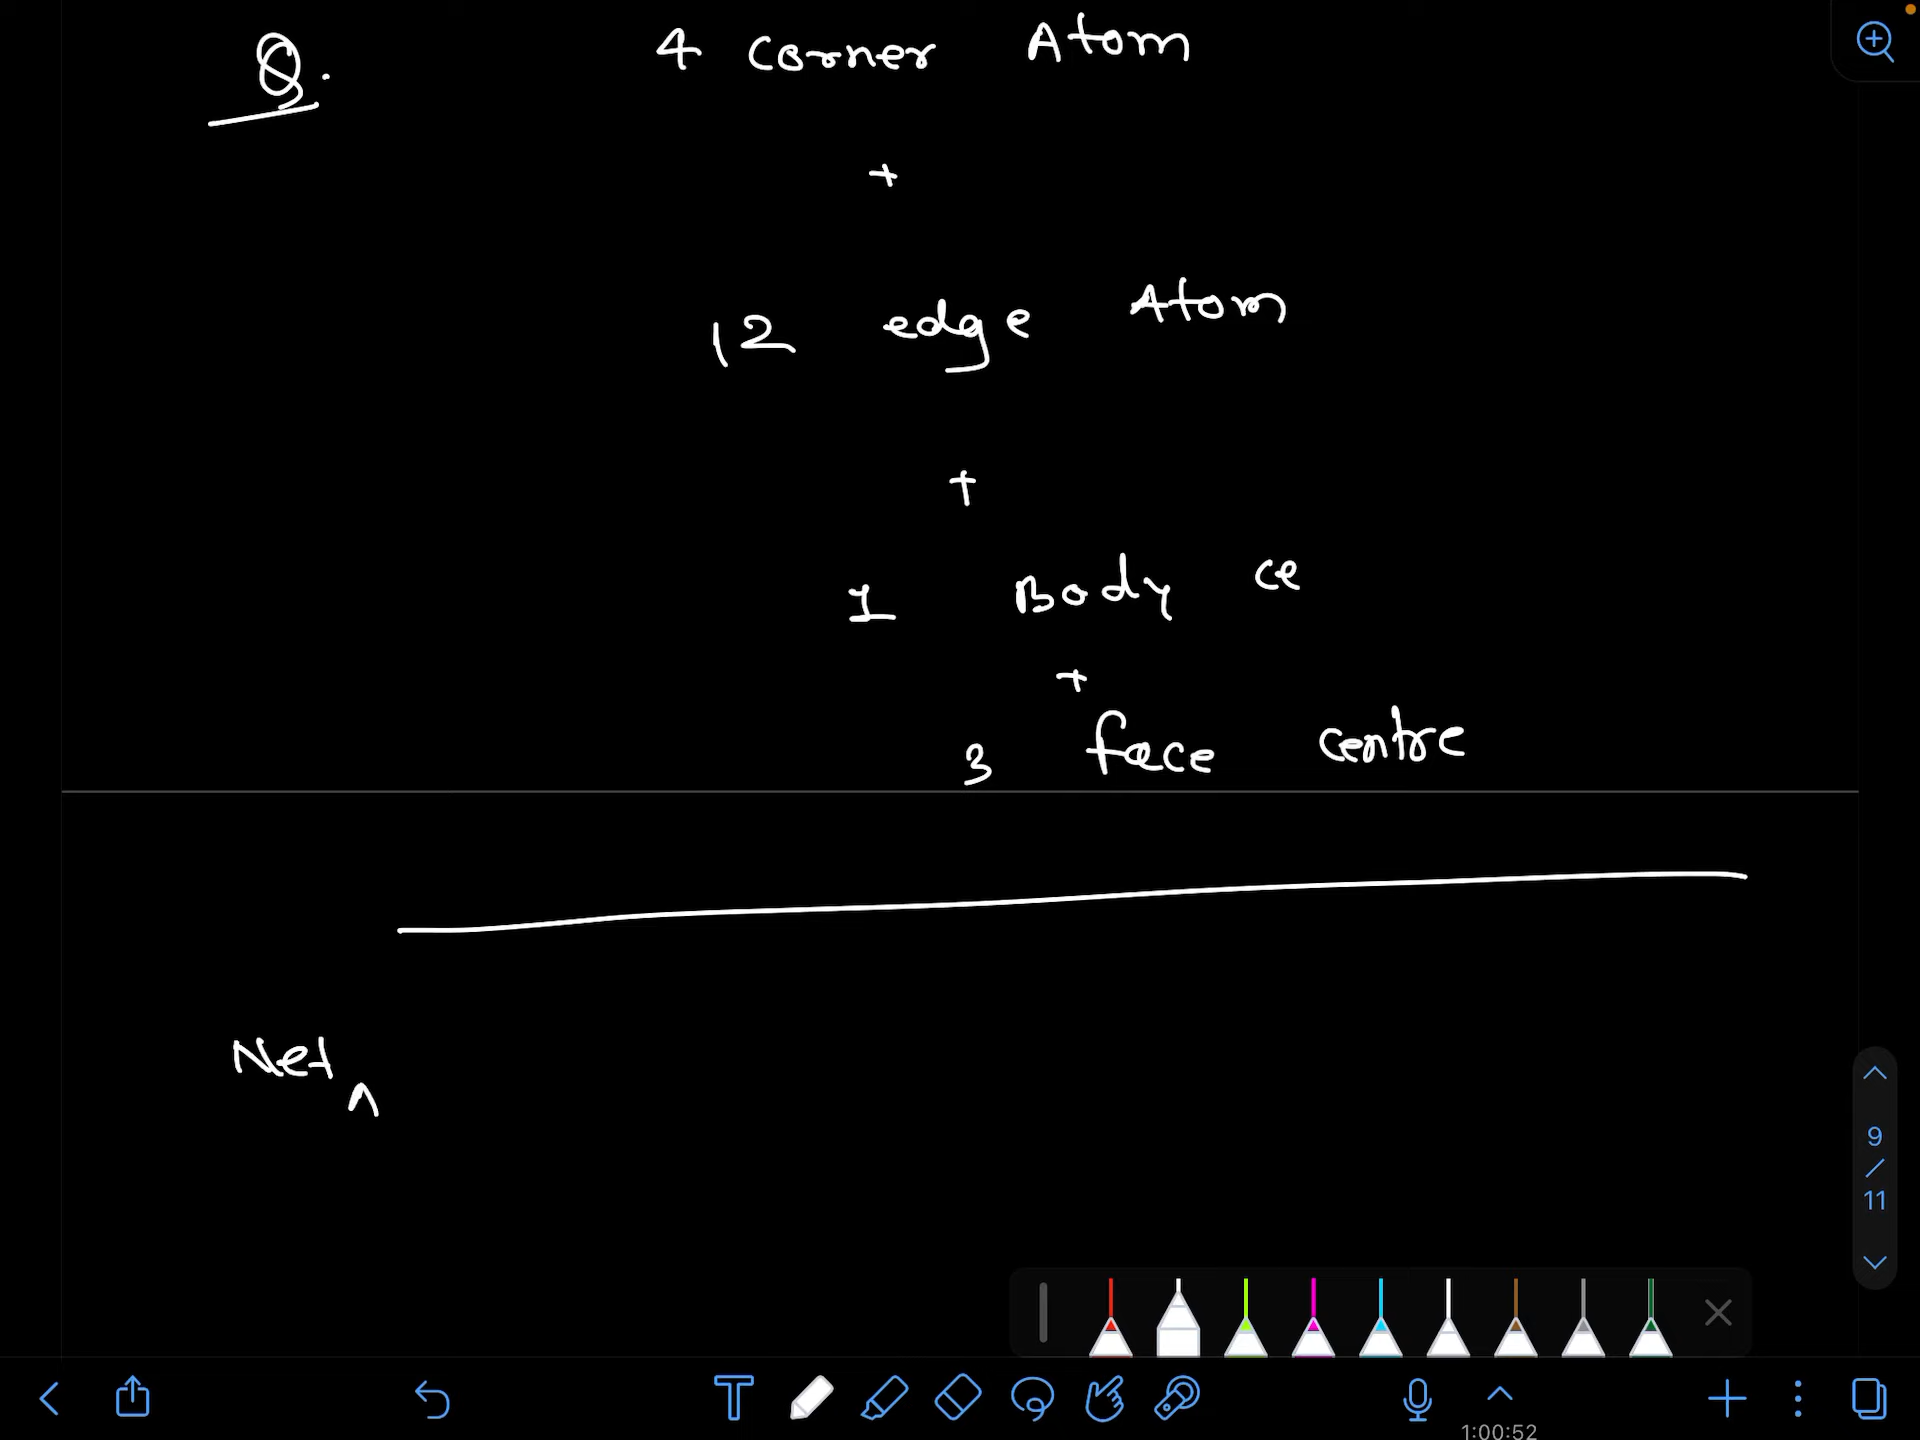 Q. 4 Corner Atom
+
12 edge Atom
+
1 Body ce
+
3 face centre
Net
9
/
11
T
1:00:52